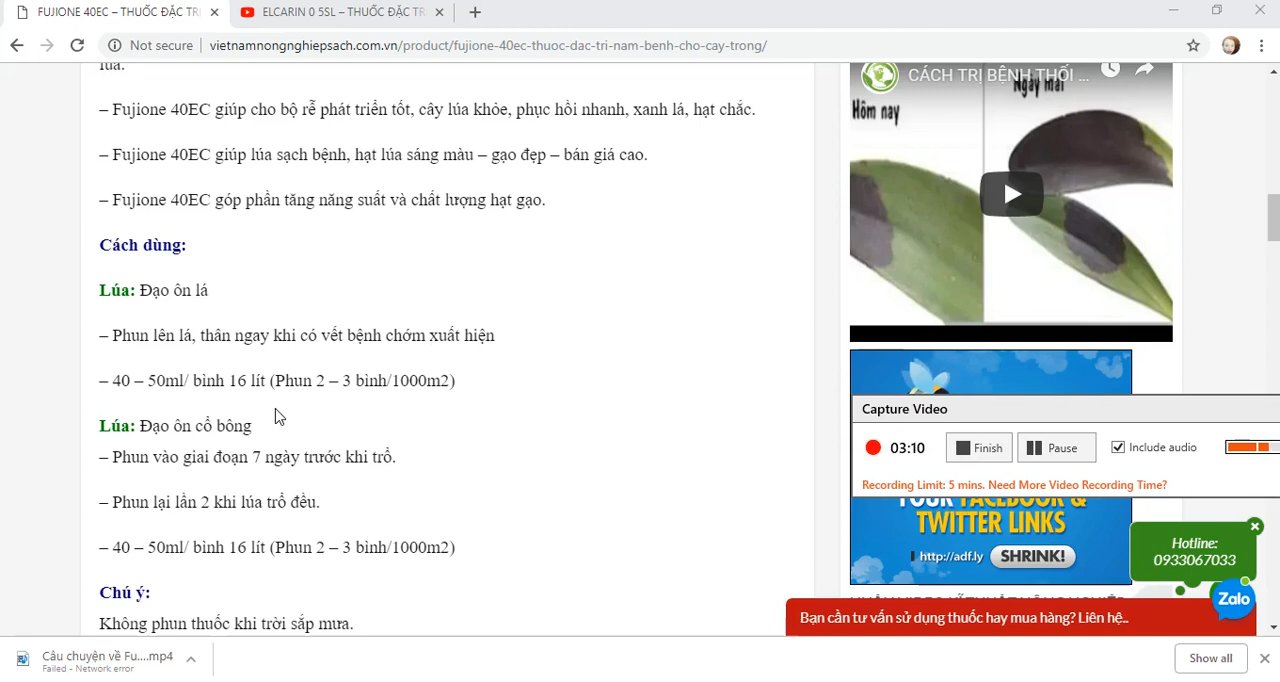 FUJIONE 40EC – THUỐC ĐẶC TR
ELCARIN 0 5SL – THUỐC ĐẶC TR
Not secure
vietnamnongnghiepsach.com.vn/product/fujione-40ec-thuoc-dac-tri-nam-benh-cho-cay-trong/
lúa.
– Fujione 40EC giúp cho bộ rễ phát triển tốt, cây lúa khỏe, phục hồi nhanh, xanh lá, hạt chắc.
– Fujione 40EC giúp lúa sạch bệnh, hạt lúa sáng màu – gạo đẹp – bán giá cao.
– Fujione 40EC góp phần tăng năng suất và chất lượng hạt gạo.
Cách dùng:
Lúa: Đạo ôn lá
– Phun lên lá, thân ngay khi có vết bệnh chớm xuất hiện
– 40 – 50ml/ bình 16 lít (Phun 2 – 3 bình/1000m2)
Lúa: Đạo ôn cổ bông
– Phun vào giai đoạn 7 ngày trước khi trổ.
– Phun lại lần 2 khi lúa trổ đều.
– 40 – 50ml/ bình 16 lít (Phun 2 – 3 bình/1000m2)
Chú ý:
Không phun thuốc khi trời sắp mưa.
CÁCH TRỊ BỆNH THỐI ...
Hôm nay
Ngày mai
Capture Video
03:10
Finish
Pause
Include audio
Recording Limit: 5 mins. Need More Video Recording Time?
YOUR FACEBOOK &
TWITTER LINKS
http://adf.ly
SHRINK!
Hotline:
0933067033
Zalo
Bạn cần tư vấn sử dụng thuốc hay mua hàng? Liên hệ..
Câu chuyện về Fu....mp4
Failed - Network error
Show all